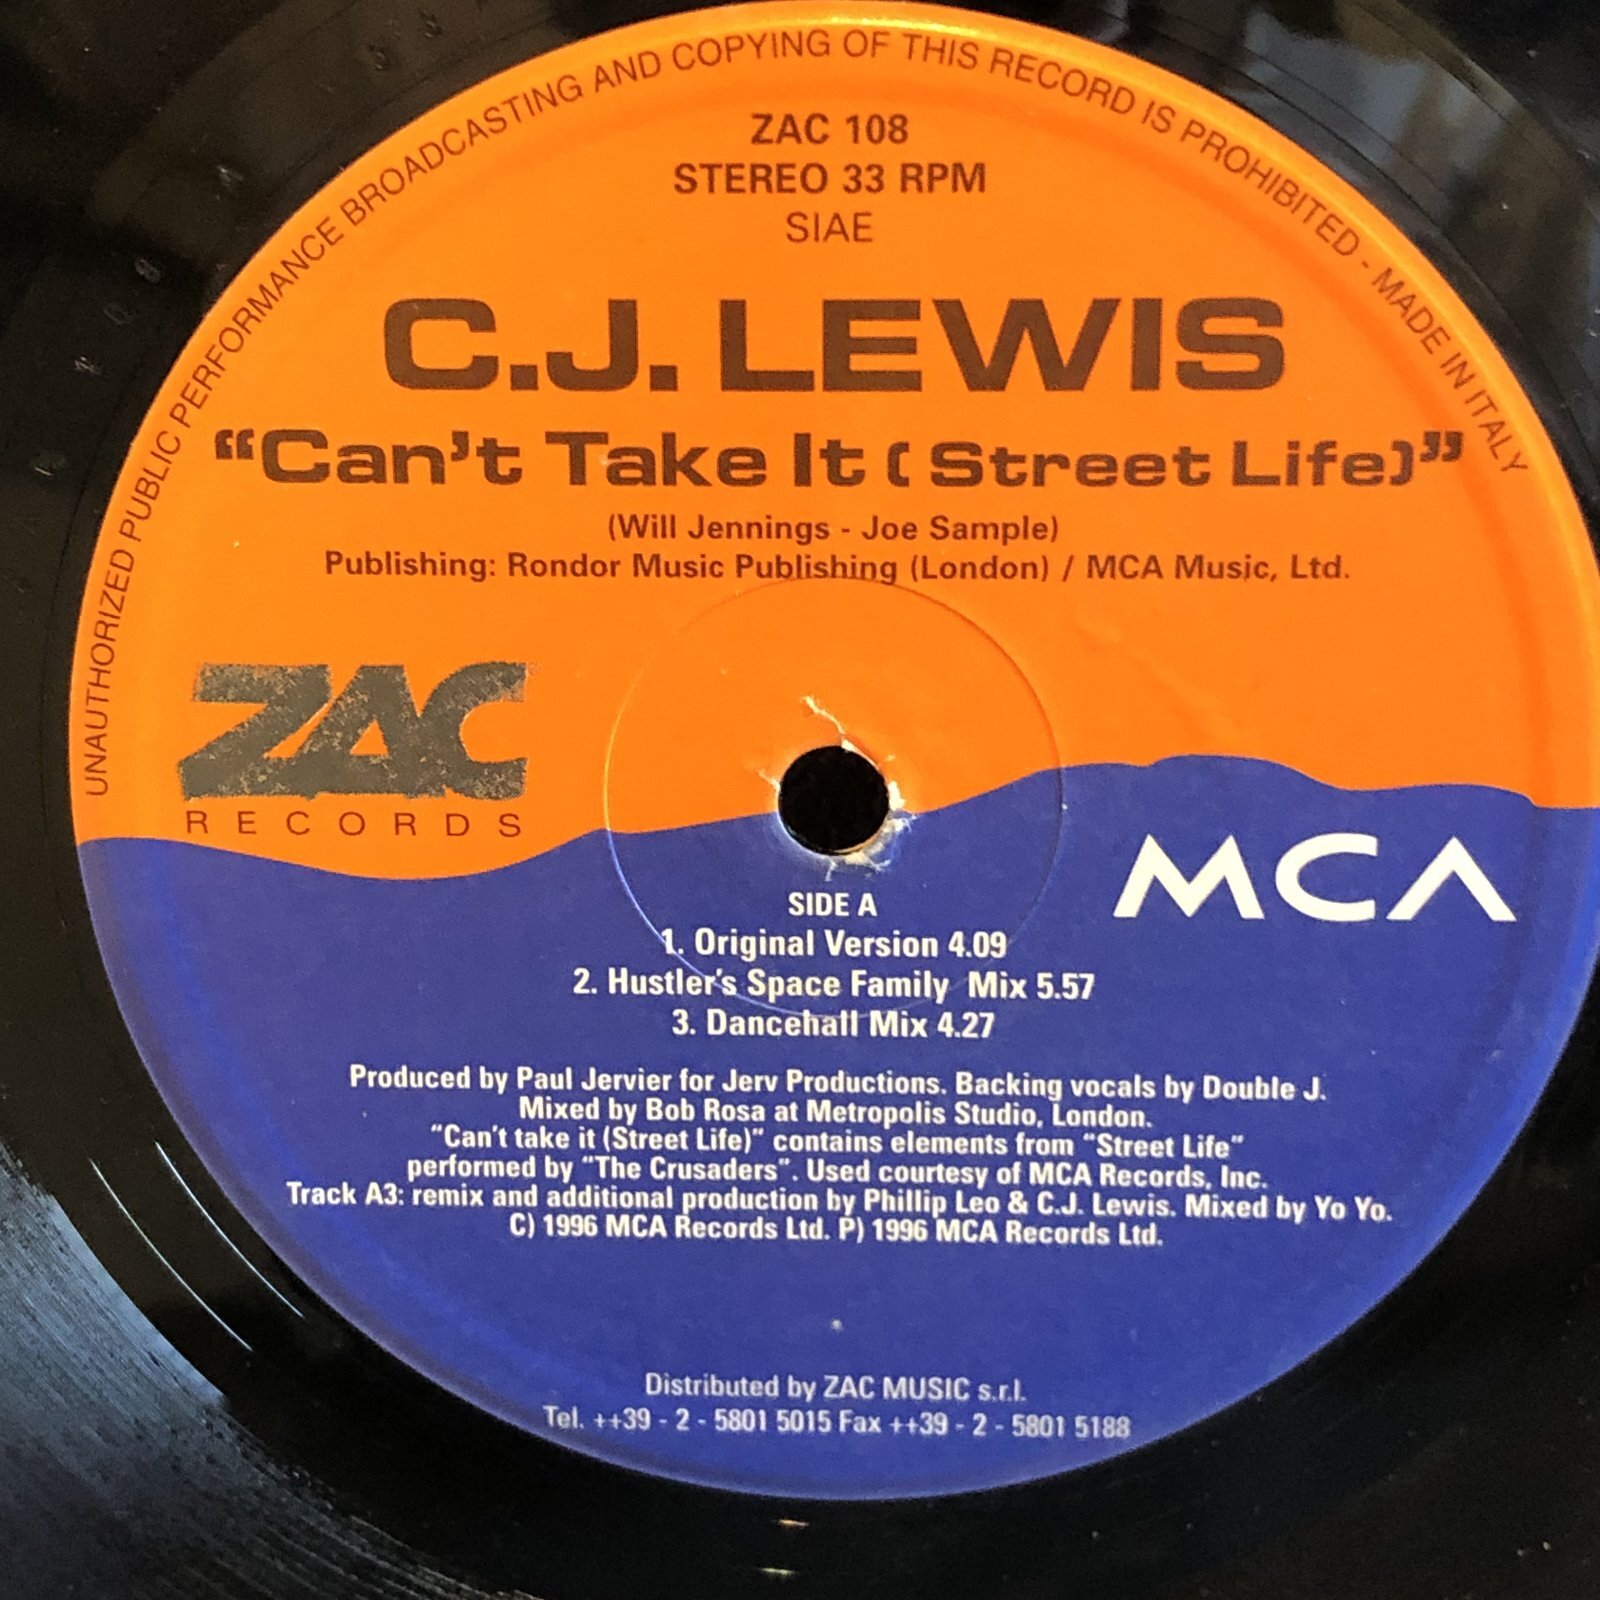 UNAUTHORIZED PUBLIC PERFORMANCE BROADCASTING AND COPYING OF THIS RECORD IS PROHIBITED - MADE IN ITALY
ZAC 108
STEREO 33 RPM
SIAE
C.J. LEWIS
"Can't Take It ( Street Life)"
(Will Jennings - Joe Sample)
Publishing: Rondor Music Publishing (London) / MCA Music, Ltd.
ZAC
RECORDS
MCA
SIDE A
1. Original Version 4.09
2. Hustler's Space Family Mix 5.57
3. Dancehall Mix 4.27
Produced by Paul Jervier for Jerv Productions. Backing vocals by Double J.
Mixed by Bob Rosa at Metropolis Studio, London.
"Can't take it (Street Life)" contains elements from "Street Life"
performed by "The Crusaders". Used courtesy of MCA Records, Inc.
Track A3: remix and additional production by Phillip Leo & C.J. Lewis. Mixed by Yo Yo.
C) 1996 MCA Records Ltd. P) 1996 MCA Records Ltd.
Distributed by ZAC MUSIC s.r.l.
Tel. ++39 - 2 - 5801 5015 Fax ++39 - 2 - 5801 5188